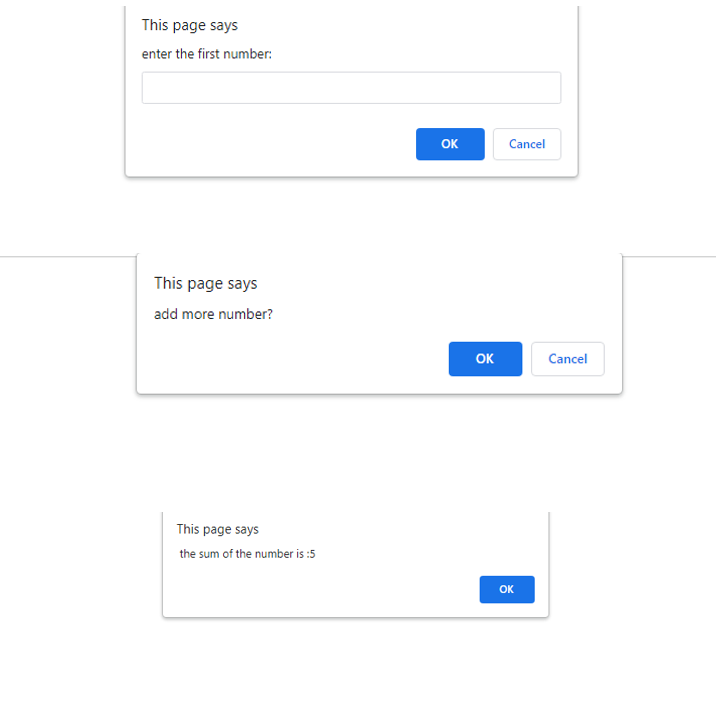 This page says
enter the first number:
OK Cancel
This page says
add more number?
OK Cancel
This page says
the sum of the number is :5
OK